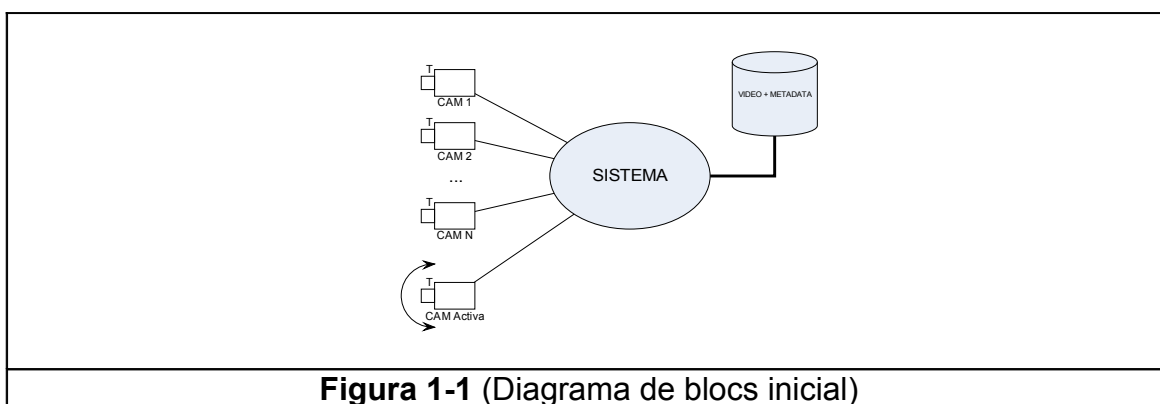 T
CAM 1
T
CAM 2
...
T
CAM N
T
CAM Activa
SISTEMA
VIDEO + METADATA
Figura 1-1 (Diagrama de blocs inicial)